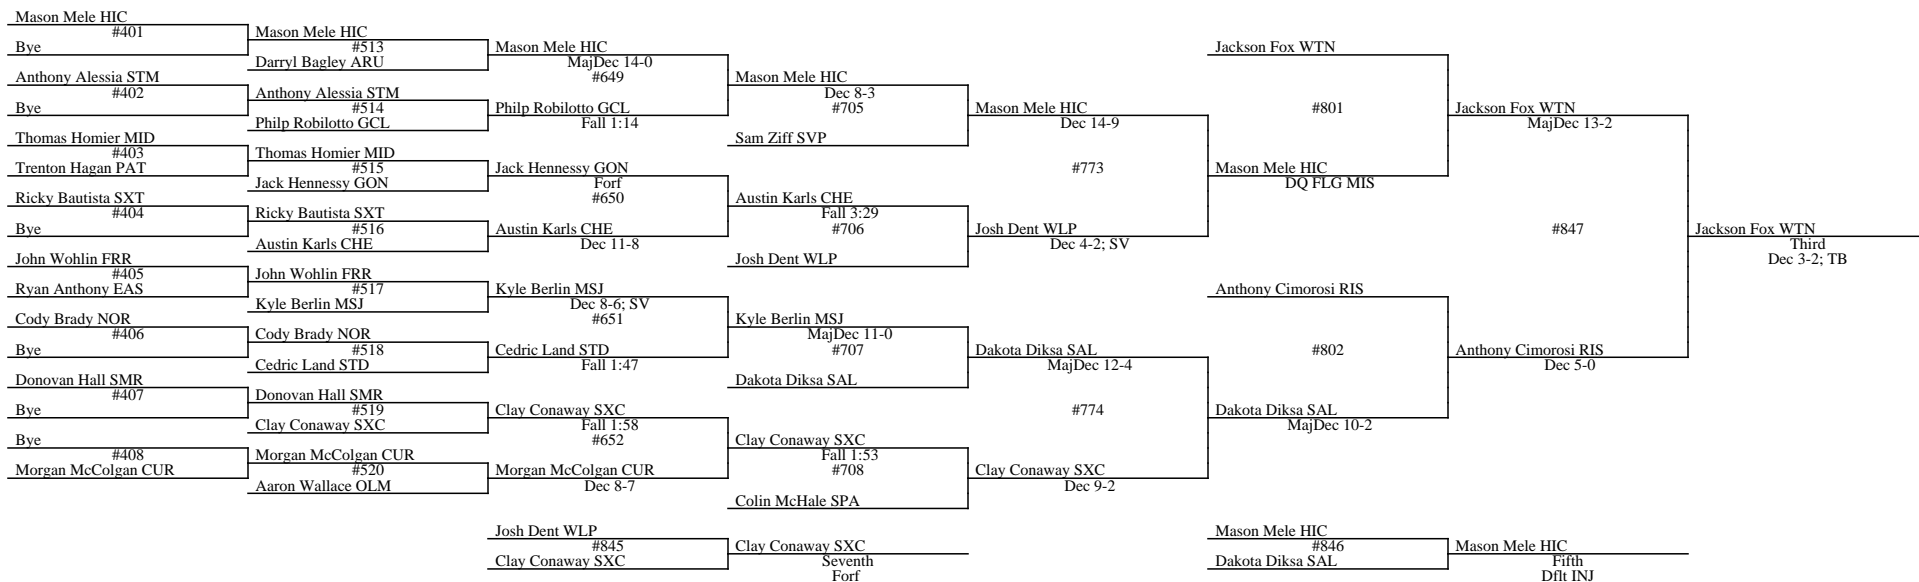 Mason Mele HIC
#401
Bye
Anthony Alessia STM
#402
Bye
Thomas Homier MID
#403
Trenton Hagan PAT
Ricky Bautista SXT
#404
Bye
John Wohlin FRR
#405
Ryan Anthony EAS
Cody Brady NOR
#406
Bye
Donovan Hall SMR
#407
Bye
Bye
#408
Morgan McColgan CUR
Mason Mele HIC
#513
Darryl Bagley ARU
Anthony Alessia STM
#514
Philp Robilotto GCL
Thomas Homier MID
#515
Jack Hennessy GON
Ricky Bautista SXT
#516
Austin Karls CHE
John Wohlin FRR
#517
Kyle Berlin MSJ
Cody Brady NOR
#518
Cedric Land STD
Donovan Hall SMR
#519
Clay Conaway SXC
Morgan McColgan CUR
#520
Aaron Wallace OLM
Mason Mele HIC
MajDec 14-0
#649
Philp Robilotto GCL
Fall 1:14
Jack Hennessy GON
Forf
#650
Austin Karls CHE
Dec 11-8
Kyle Berlin MSJ
Dec 8-6; SV
#651
Cedric Land STD
Fall 1:47
Clay Conaway SXC
Fall 1:58
#652
Morgan McColgan CUR
Dec 8-7
Mason Mele HIC
Dec 8-3
#705
Sam Ziff SVP
Austin Karls CHE
Fall 3:29
#706
Josh Dent WLP
Kyle Berlin MSJ
MajDec 11-0
#707
Dakota Diksa SAL
Clay Conaway SXC
Fall 1:53
#708
Colin McHale SPA
Mason Mele HIC
Dec 14-9
#773
Josh Dent WLP
Dec 4-2; SV
Dakota Diksa SAL
MajDec 12-4
#774
Clay Conaway SXC
Dec 9-2
Jackson Fox WTN
#801
Mason Mele HIC
DQ FLG MIS
Anthony Cimorosi RIS
#802
Dakota Diksa SAL
MajDec 10-2
Jackson Fox WTN
MajDec 13-2
#847
Anthony Cimorosi RIS
Dec 5-0
Jackson Fox WTN
Third
Dec 3-2; TB
Josh Dent WLP
#845
Clay Conaway SXC
Clay Conaway SXC
Seventh
Forf
Mason Mele HIC
#846
Dakota Diksa SAL
Mason Mele HIC
Fifth
Dflt INJ